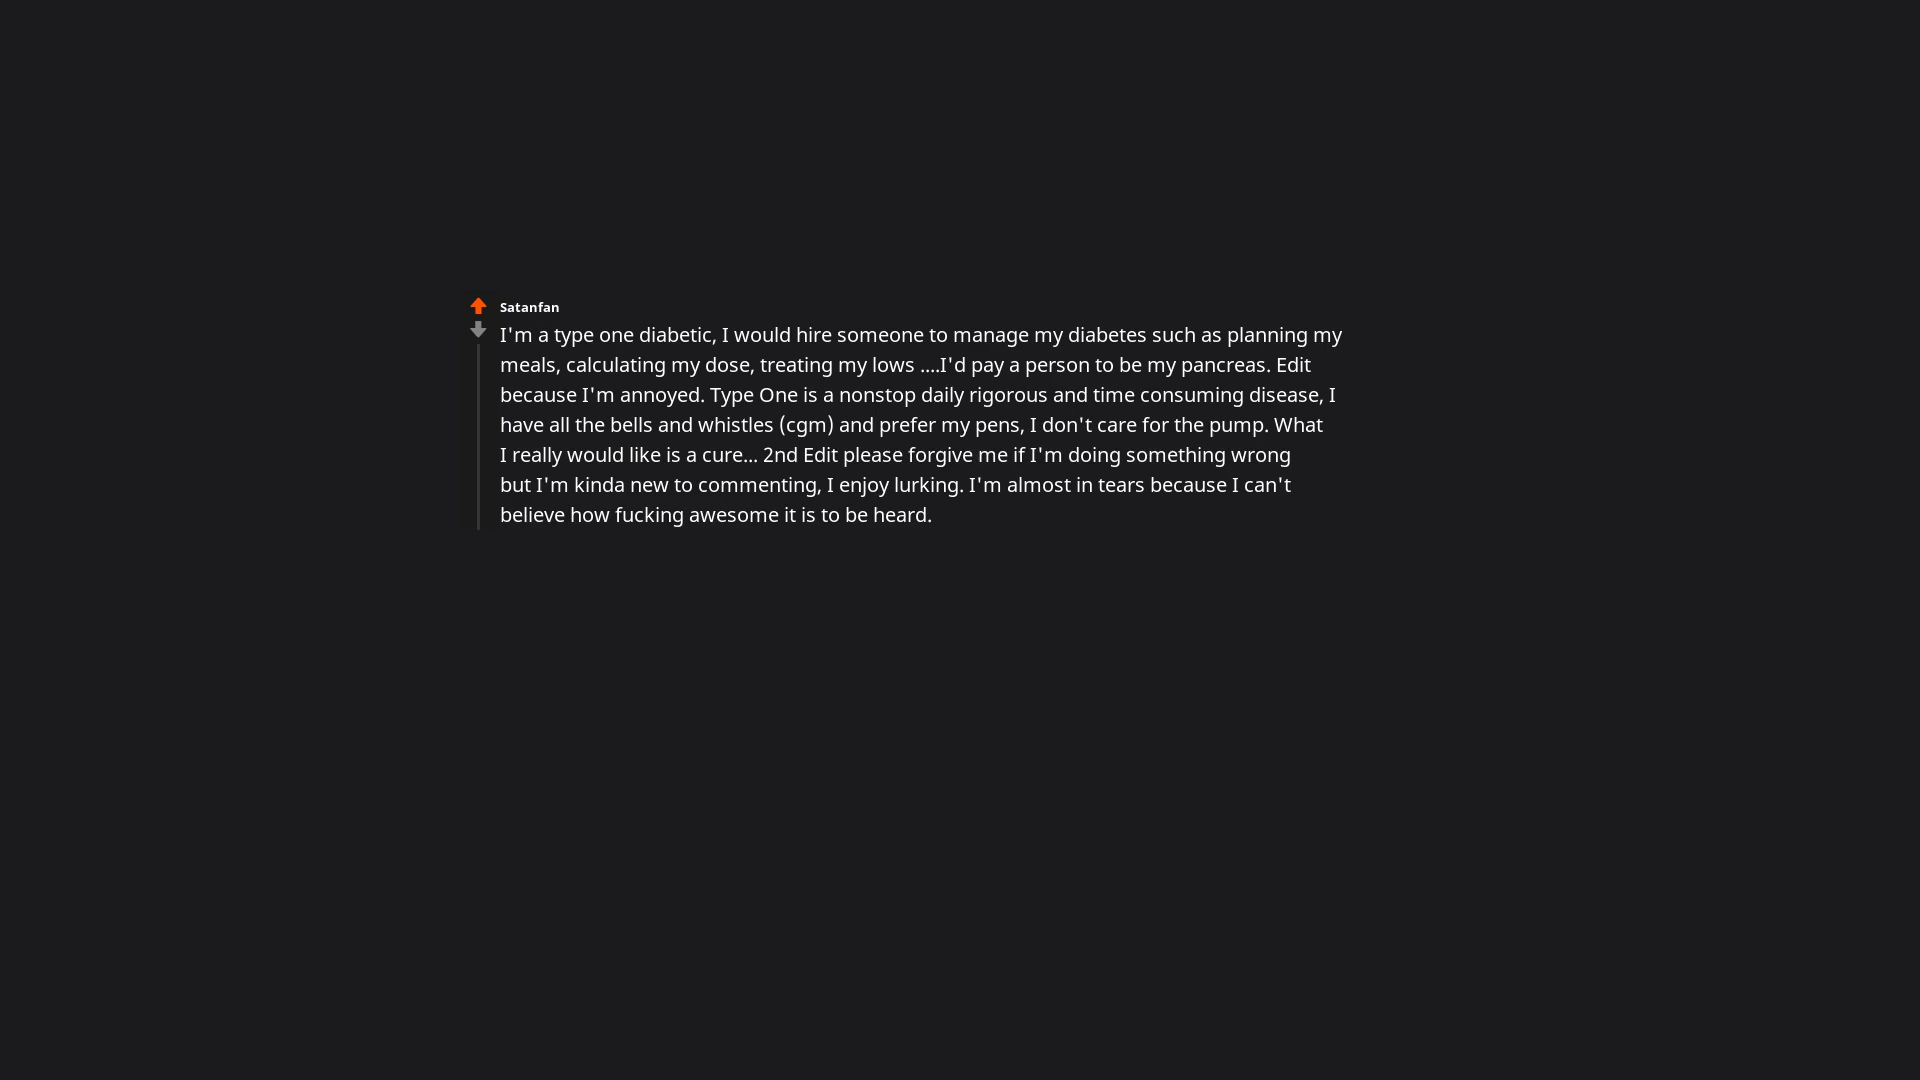 Satanfan
I'm a type one diabetic, I would hire someone to manage my diabetes such as planning my
meals, calculating my dose, treating my lows ....I'd pay a person to be my pancreas. Edit
because I'm annoyed. Type One is a nonstop daily rigorous and time consuming disease, I
have all the bells and whistles (cgm) and prefer my pens, I don't care for the pump. What
I really would like is a cure... 2nd Edit please forgive me if I'm doing something wrong
but I'm kinda new to commenting, I enjoy lurking. I'm almost in tears because I can't
believe how fucking awesome it is to be heard.